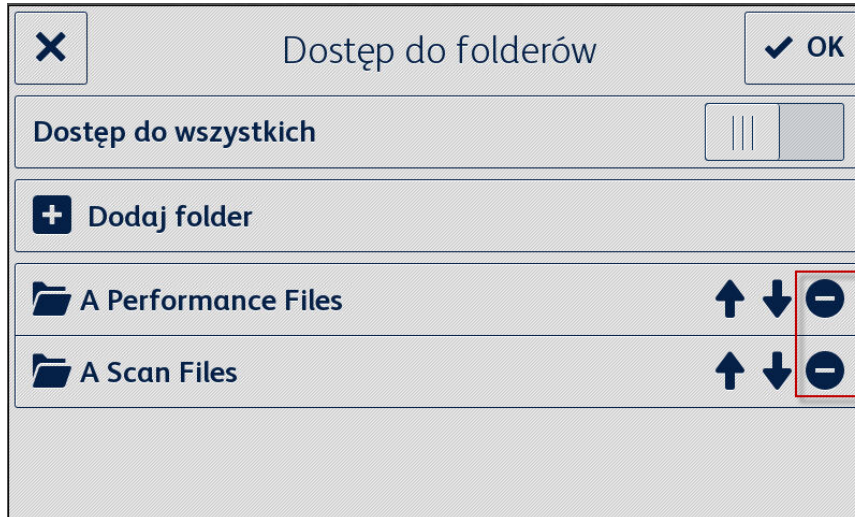 Dostęp do folderów
OK
Dostęp do wszystkich
Dodaj folder
A Performance Files
A Scan Files